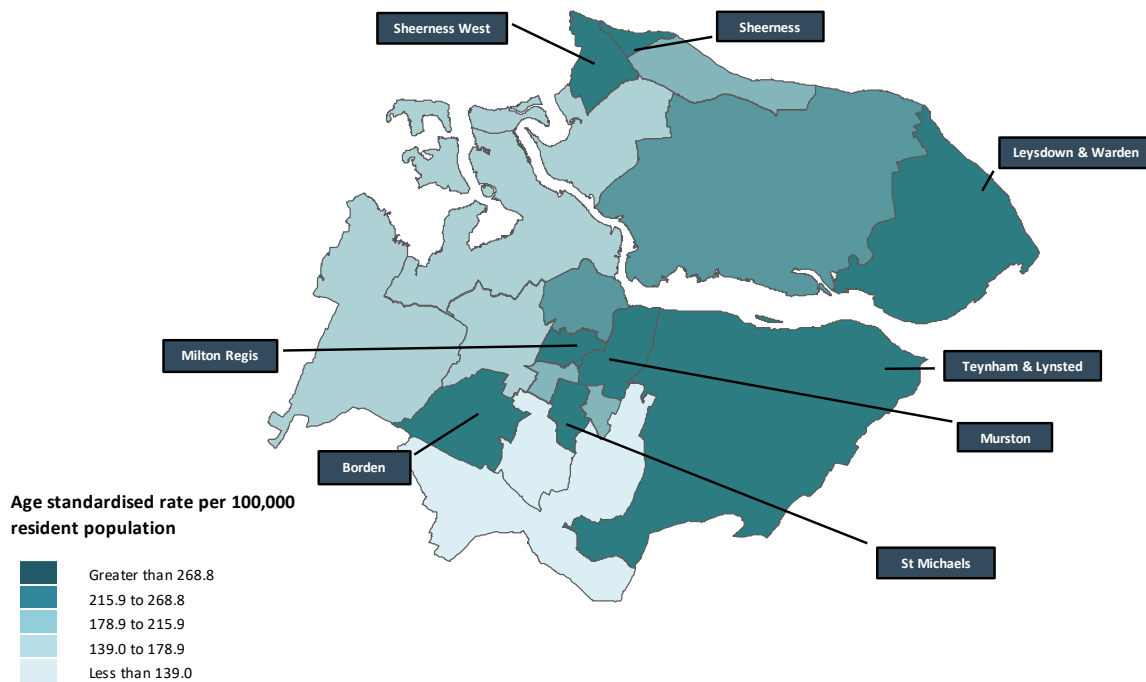 Sheerness West
Sheerness
Leysdown & Warden
Milton Regis
Teynham & Lynsted
Murston
Borden
St Michaels
Age standardised rate per 100,000
resident population
Greater than 268.8
215.9 to 268.8
178.9 to 215.9
139.0 to 178.9
Less than 139.0